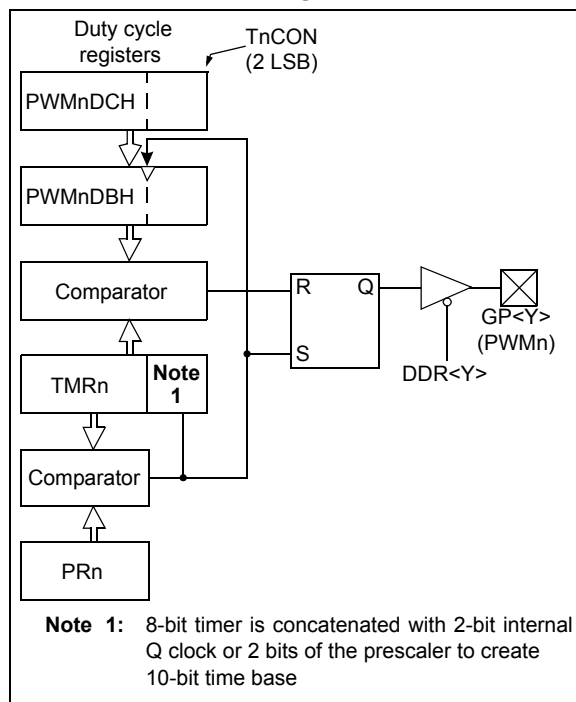 Duty cycle
registers
TnCON
(2 LSB)
PWMnDCH
PWMnDBH
Comparator
R
Q
S
GP<Y>
(PWMn)
DDR<Y>
TMRn
Note
1
Comparator
PRn
Note 1: 8-bit timer is concatenated with 2-bit internal
Q clock or 2 bits of the prescaler to create
10-bit time base